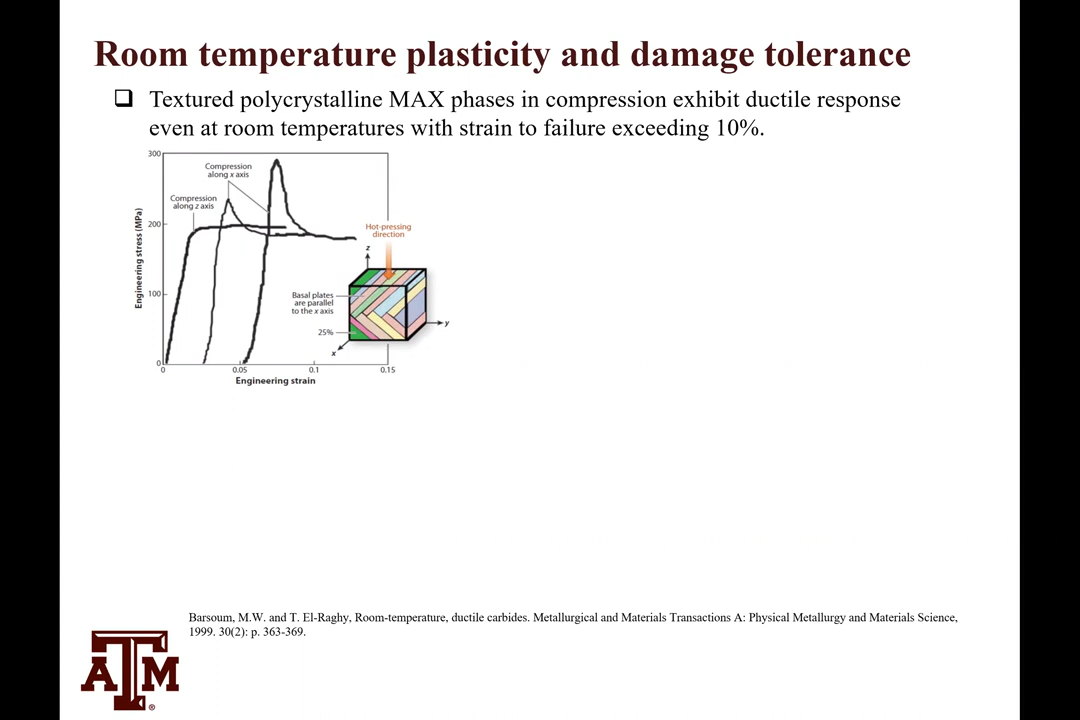 Room temperature plasticity and damage tolerance
❑ Textured polycrystalline MAX phases in compression exhibit ductile response
even at room temperatures with strain to failure exceeding 10%.
300
200
100
0
Engineering stress (MPa)
Compression
along x axis
Compression
along z axis
Hot-pressing
direction
z
Basal plates
are parallel
to the x axis
25%
y
x
0
0.05
0.1
0.15
Engineering strain
Barsoum, M.W. and T. El-Raghy, Room-temperature, ductile carbides. Metallurgical and Materials Transactions A: Physical Metallurgy and Materials Science,
1999. 30(2): p. 363-369.
ATM
®